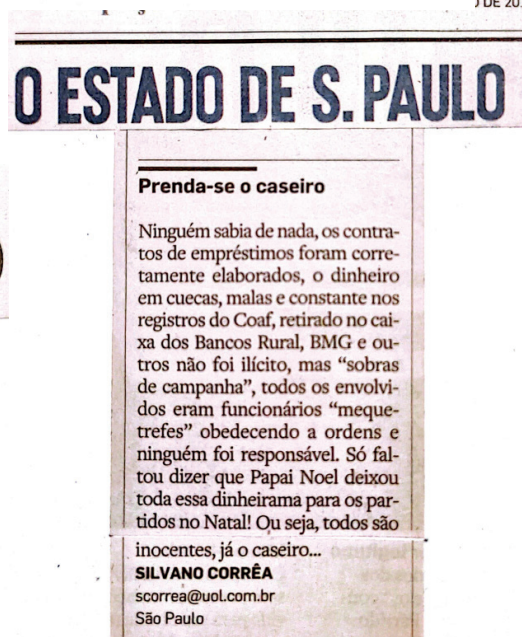 DE 20
O ESTADO DE S. PAULO
Prenda-se o caseiro
Ninguém sabia de nada, os contra-
tos de empréstimos foram corre-
tamente elaborados, o dinheiro
em cuecas, malas e constante nos
registros do Coaf, retirado no cai-
xa dos Bancos Rural, BMG e ou-
tros não foi ilícito, mas “sobras
de campanha”, todos os envolvi-
dos eram funcionários “meque-
trefes” obedecendo a ordens e
ninguém foi responsável. Só fal-
tou dizer que Papai Noel deixou
toda essa dinheirama para os par-
tidos no Natal! Ou seja, todos são
inocentes, já o caseiro...
SILVANO CORRÊA
scorrea@uol.com.br
São Paulo